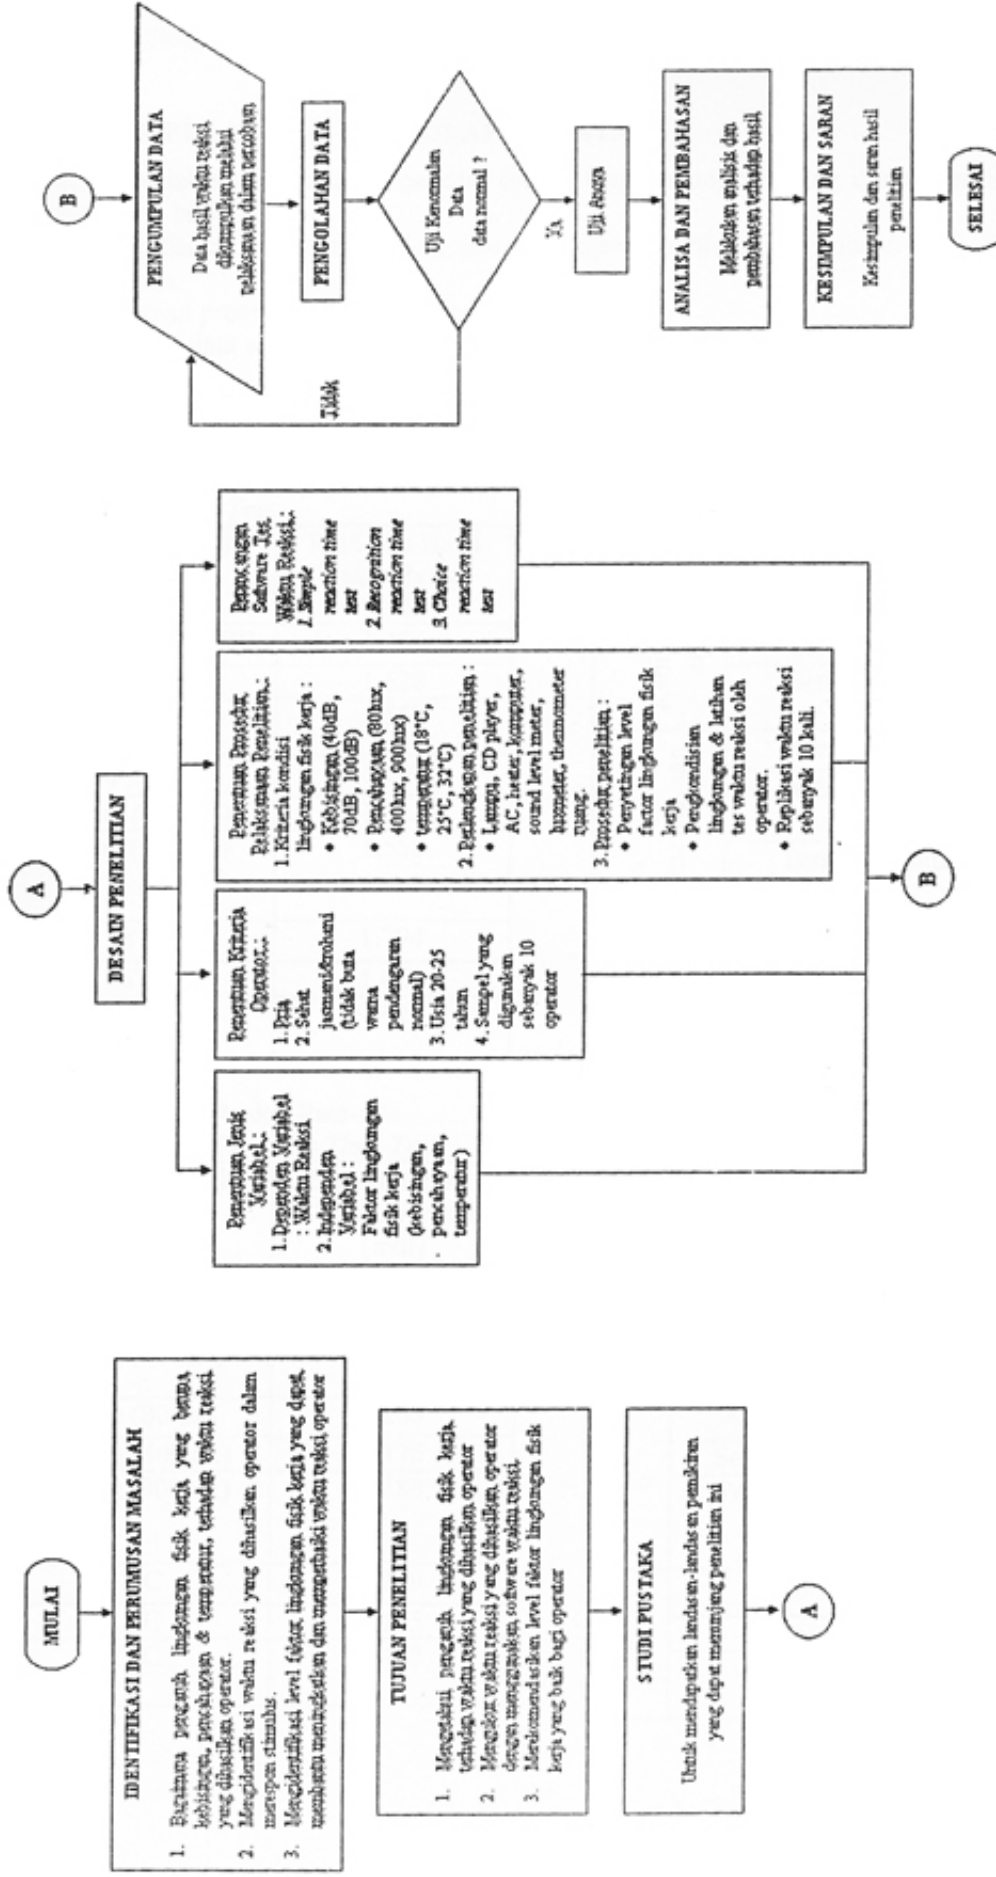 MULAI
IDENTIFIKASI DAN PERUMUSAN MASALAH
1. Bagaimana pengaruh lingkungan fisik kerja yang berupa
kebisingan, pencahayaan & temperatur, terhadap waktu reaksi
yang dihasilkan operator.
2. Mengidentifikasi waktu reaksi yang dihasilkan operator dalam
merespon stimulus.
3. Mengidentifikasi level faktor lingkungan fisik kerja yang dapat
membantu meningkatkan dan memperbaiki waktu reaksi operator
TUJUAN PENELITIAN
1. Mengetahui pengaruh lingkungan fisik kerja
terhadap waktu reaksi yang dihasilkan operator
2. Mengukur waktu reaksi yang dihasilkan operator
dengan menggunakan software waktu reaksi.
3. Merekomendasikan level faktor lingkungan fisik
kerja yang baik bagi operator
STUDI PUSTAKA
Untuk mendapatkan landasan-landasan pemikiran
yang dapat menunjang penelitian ini
A
A
DESAIN PENELITIAN
Penentuan Jenis
Variabel :
1. Dependen Variabel
: Waktu Reaksi
2. Independen
Variabel :
Faktor lingkungan
fisik kerja
(kebisingan,
pencahayaan,
temperatur)
Penentuan Kriteria
Operator :
1. Pria
2. Sehat
jasmani&rohani
(tidak buta
warna
pendengaran
normal)
3. Usia 20-25
tahun
4. Sampel yang
digunakan
sebanyak 10
operator
Penentuan Prosedur
Pelaksanaan Penelitian :
1. Kriteria kondisi
lingkungan fisik kerja :
• Kebisingan (40dB,
70dB, 100dB)
• Pencahayaan (80lux,
400lux, 900lux)
• temperatur (18°C,
25°C, 32°C)
2. Perlengkapan penelitian :
• Lampu, CD player,
AC, heater, komputer,
sound level meter,
luxmeter, thermometer
ruang.
3. Prosedur penelitian :
• Penyetingan level
factor lingkungan fisik
kerja
• Pengkondisian
lingkungan & latihan
tes waktu reaksi oleh
operator.
• Replikasi waktu reaksi
sebanyak 10 kali.
Perancangan
Software Tes
Waktu Reaksi :
1. Simple
reaction time
test
2. Recognition
reaction time
test
3. Choice
reaction time
test
B
B
PENGUMPULAN DATA
Data hasil waktu reaksi
dikumpulkan melalui
pelaksanaan dalam percobaan
PENGOLAHAN DATA
Uji Kenormalan
Data
data normal ?
Tidak
Ya
Uji Anova
ANALISA DAN PEMBAHASAN
Melakukan analisis dan
pembahasan terhadap hasil
KESIMPULAN DAN SARAN
Kesimpulan dan saran hasil
penelitian
SELESAI